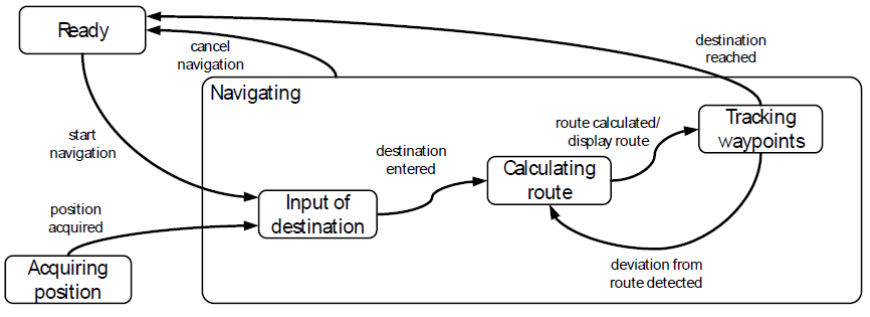 Ready
cancel
navigation
destination
reached
Navigating
start
navigation
destination
entered
route calculated/
display route
Tracking
waypoints
Calculating
route
Input of
destination
position
acquired
Acquiring
position
deviation from
route detected